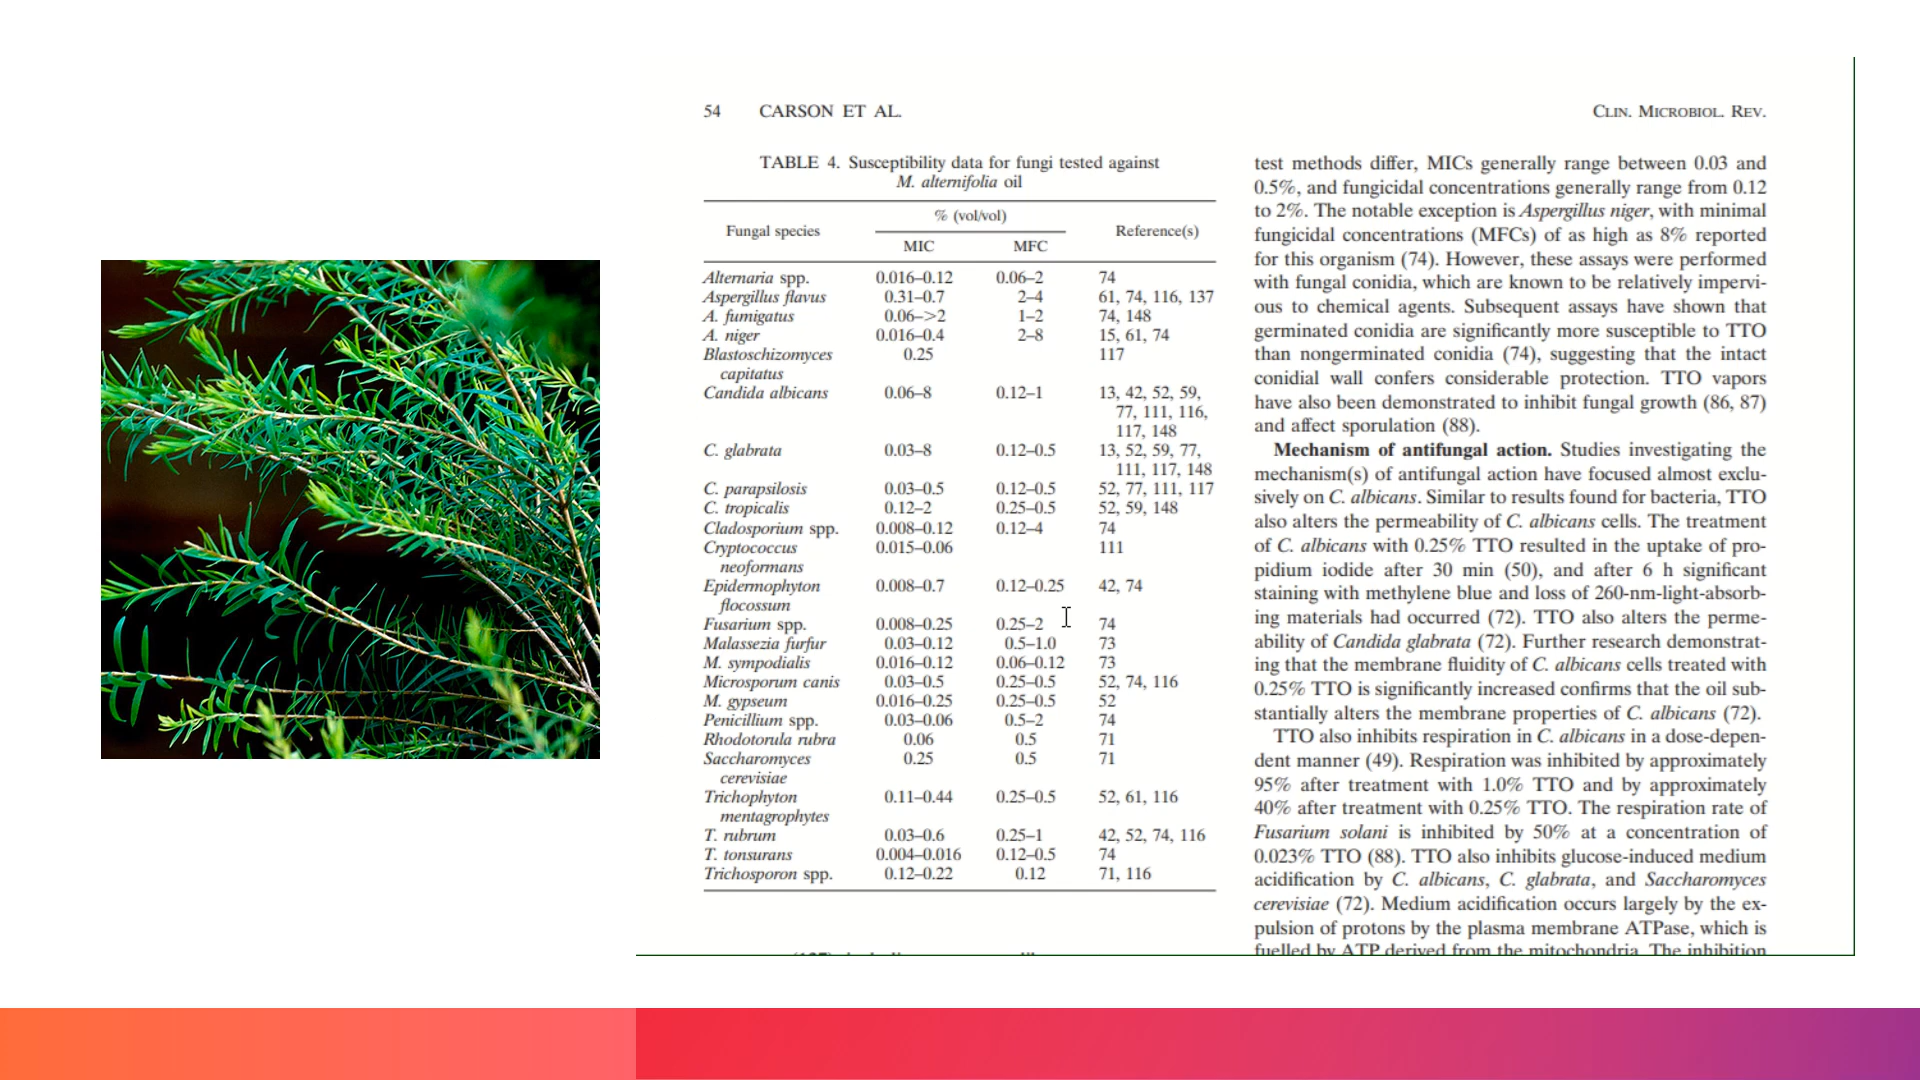 54 CARSON ET AL.
CLIN. MICROBIOL. REV.
TABLE 4. Susceptibility data for fungi tested against
M. alternifolia oil
Fungal species
% (vol/vol)
Reference(s)
MIC MFC
Alternaria spp. 0.016–0.12 0.06–2 74
Aspergillus flavus 0.31–0.7 2–4 61, 74, 116, 137
A. fumigatus 0.06–>2 1–2 74, 148
A. niger 0.016–0.4 2–8 15, 61, 74
Blastoschizomyces 0.25 117
capitatus
Candida albicans 0.06–8 0.12–1 13, 42, 52, 59,
77, 111, 116,
117, 148
C. glabrata 0.03–8 0.12–0.5 13, 52, 59, 77,
111, 117, 148
C. parapsilosis 0.03–0.5 0.12–0.5 52, 77, 111, 117
C. tropicalis 0.12–2 0.25–0.5 52, 59, 148
Cladosporium spp. 0.008–0.12 0.12–4 74
Cryptococcus 0.015–0.06 111
neoformans
Epidermophyton 0.008–0.7 0.12–0.25 42, 74
flocossum
Fusarium spp. 0.008–0.25 0.25–2 74
Malassezia furfur 0.03–0.12 0.5–1.0 73
M. sympodialis 0.016–0.12 0.06–0.12 73
Microsporum canis 0.03–0.5 0.25–0.5 52, 74, 116
M. gypseum 0.016–0.25 0.25–0.5 52
Penicillium spp. 0.03–0.06 0.5–2 74
Rhodotorula rubra 0.06 0.5 71
Saccharomyces 0.25 0.5 71
cerevisiae
Trichophyton 0.11–0.44 0.25–0.5 52, 61, 116
mentagrophytes
T. rubrum 0.03–0.6 0.25–1 42, 52, 74, 116
T. tonsurans 0.004–0.016 0.12–0.5 74
Trichosporon spp. 0.12–0.22 0.12 71, 116
test methods differ, MICs generally range between 0.03 and
0.5%, and fungicidal concentrations generally range from 0.12
to 2%. The notable exception is Aspergillus niger, with minimal
fungicidal concentrations (MFCs) of as high as 8% reported
for this organism (74). However, these assays were performed
with fungal conidia, which are known to be relatively impervi-
ous to chemical agents. Subsequent assays have shown that
germinated conidia are significantly more susceptible to TTO
than nongerminated conidia (74), suggesting that the intact
conidial wall confers considerable protection. TTO vapors
have also been demonstrated to inhibit fungal growth (86, 87)
and affect sporulation (88).
Mechanism of antifungal action. Studies investigating the
mechanism(s) of antifungal action have focused almost exclu-
sively on C. albicans. Similar to results found for bacteria, TTO
also alters the permeability of C. albicans cells. The treatment
of C. albicans with 0.25% TTO resulted in the uptake of pro-
pidium iodide after 30 min (50), and after 6 h significant
staining with methylene blue and loss of 260-nm-light-absorb-
ing materials had occurred (72). TTO also alters the perme-
ability of Candida glabrata (72). Further research demonstrat-
ing that the membrane fluidity of C. albicans cells treated with
0.25% TTO is significantly increased confirms that the oil sub-
stantially alters the membrane properties of C. albicans (72).
TTO also inhibits respiration in C. albicans in a dose-depen-
dent manner (49). Respiration was inhibited by approximately
95% after treatment with 1.0% TTO and by approximately
40% after treatment with 0.25% TTO. The respiration rate of
Fusarium solani is inhibited by 50% at a concentration of
0.023% TTO (88). TTO also inhibits glucose-induced medium
acidification by C. albicans, C. glabrata, and Saccharomyces
cerevisiae (72). Medium acidification occurs largely by the ex-
pulsion of protons by the plasma membrane ATPase, which is
fuelled by ATP derived from the mitochondria. The inhibition